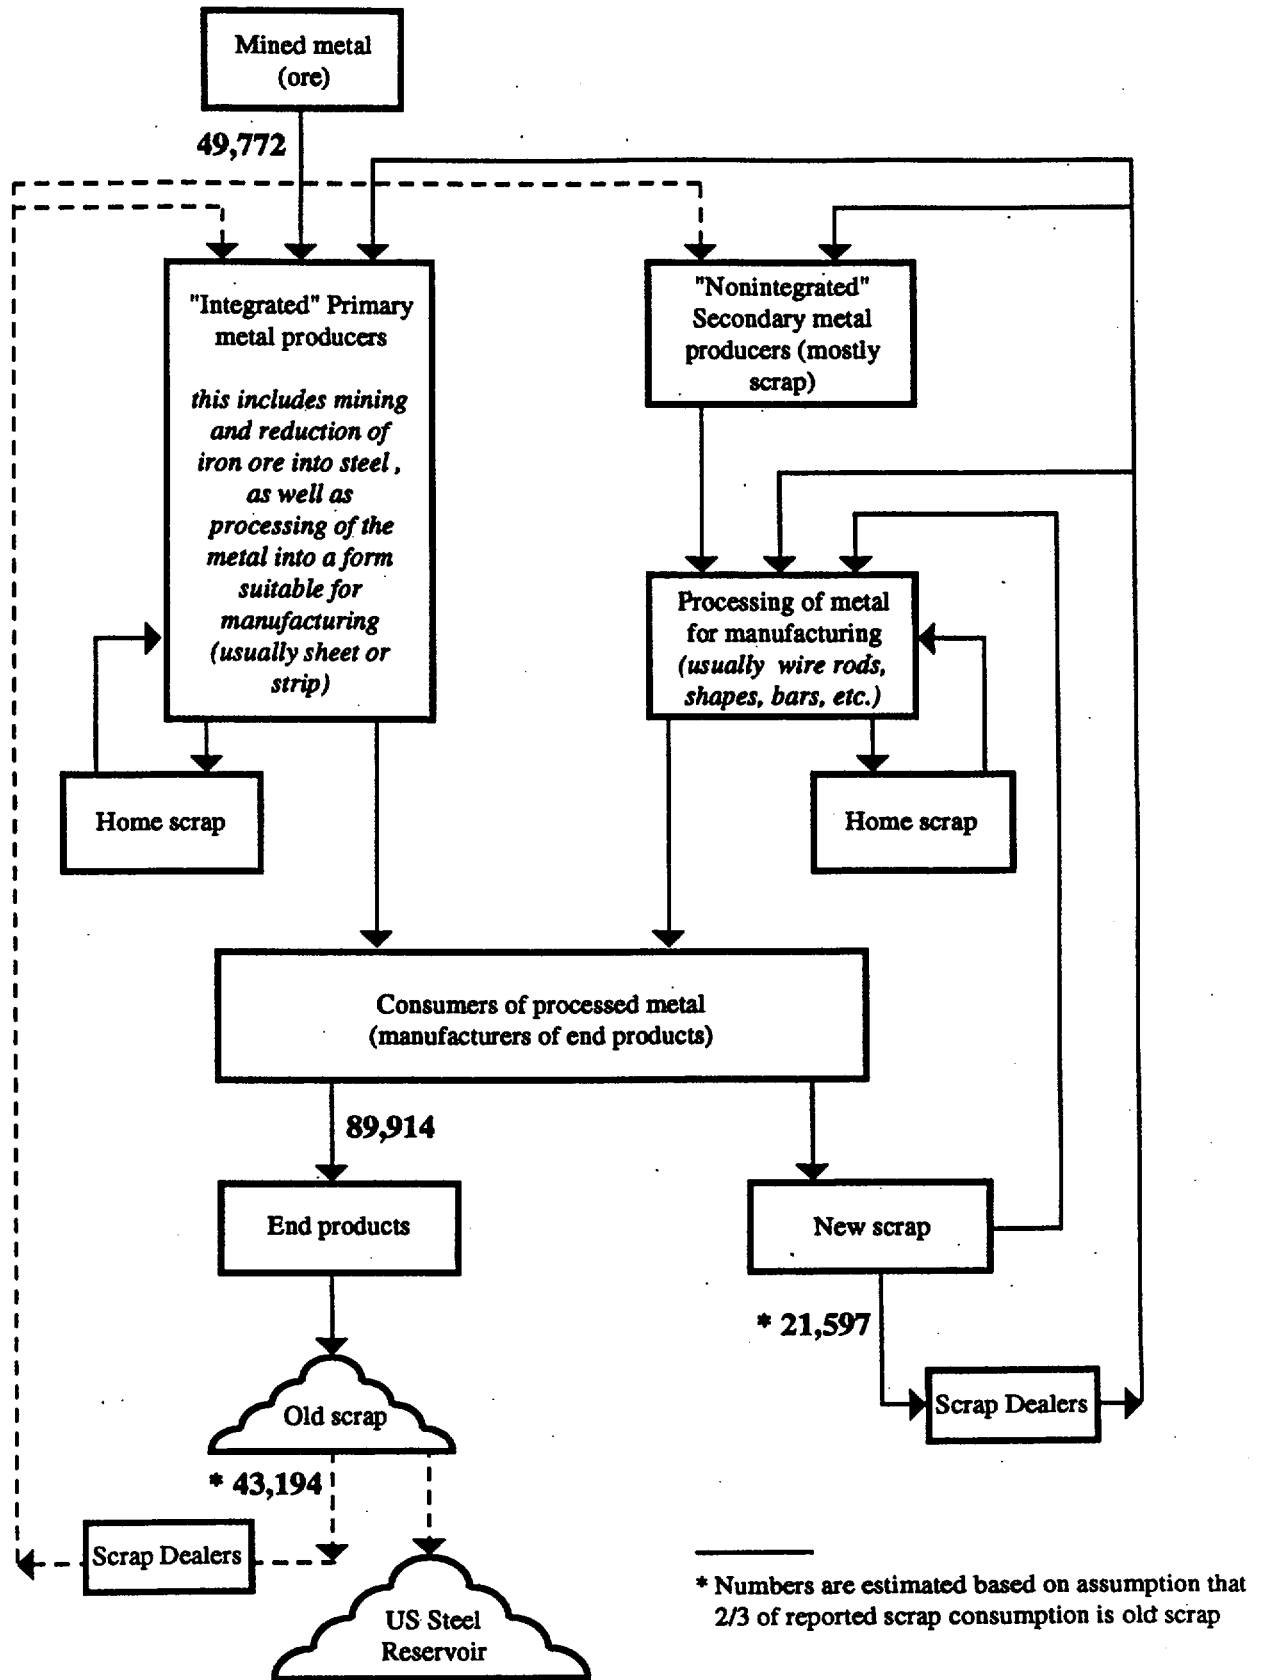 Mined metal
(ore)
49,772
"Integrated" Primary
metal producers
this includes mining
and reduction of
iron ore into steel ,
as well as
processing of the
metal into a form
suitable for
manufacturing
(usually sheet or
strip)
"Nonintegrated"
Secondary metal
producers (mostly
scrap)
Processing of metal
for manufacturing
(usually wire rods,
shapes, bars, etc.)
Home scrap
Home scrap
Consumers of processed metal
(manufacturers of end products)
89,914
End products
New scrap
* 21,597
Scrap Dealers
Old scrap
* 43,194
Scrap Dealers
US Steel
Reservoir
* Numbers are estimated based on assumption that
2/3 of reported scrap consumption is old scrap